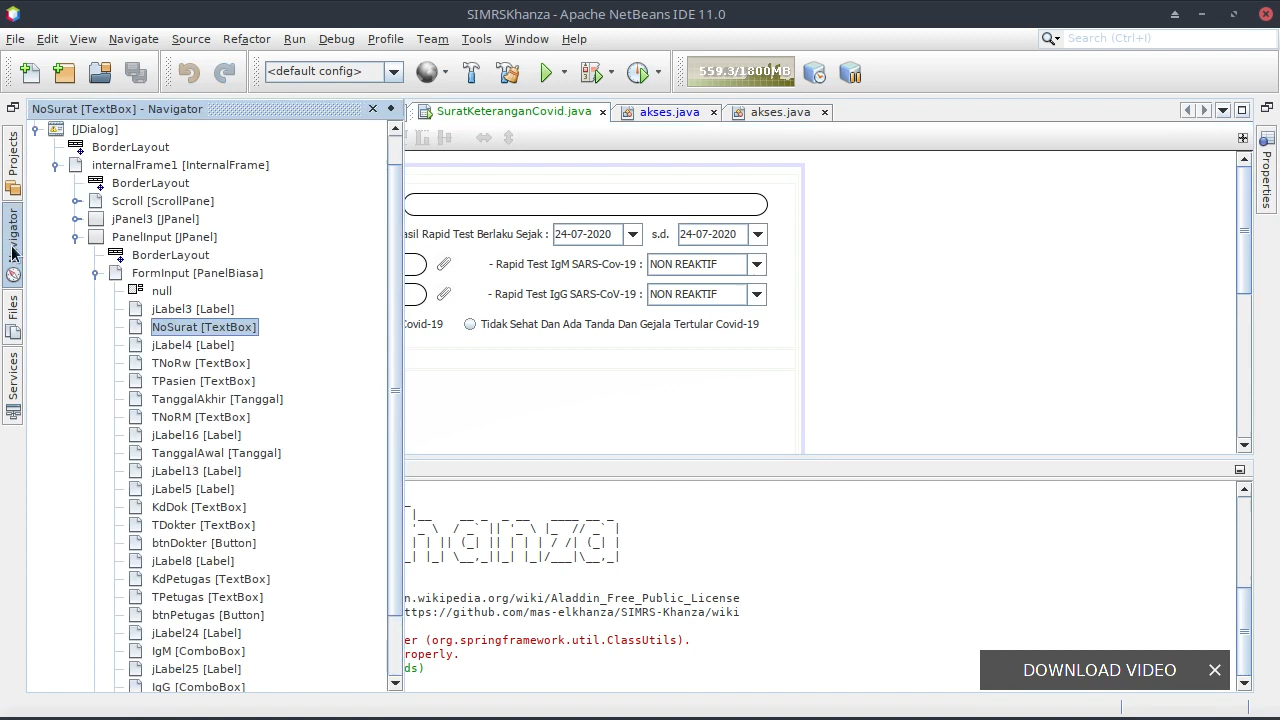 SIMRSKhanza - Apache NetBeans IDE 11.0
File Edit View Navigate Source Refactor Run Debug Profile Team Tools Window Help
Search (Ctrl+I)
<default config>
559.3/1800MB
NoSurat [TextBox] - Navigator
SuratKeteranganCovid.java
akses.java
akses.java
Projects
Navigator
Files
Services
Properties
[JDialog]
BorderLayout
internalFrame1 [InternalFrame]
BorderLayout
Scroll [ScrollPane]
jPanel3 [JPanel]
PanelInput [JPanel]
BorderLayout
FormInput [PanelBiasa]
null
jLabel3 [Label]
NoSurat [TextBox]
jLabel4 [Label]
TNoRw [TextBox]
TPasien [TextBox]
TanggalAkhir [Tanggal]
TNoRM [TextBox]
jLabel16 [Label]
TanggalAwal [Tanggal]
jLabel13 [Label]
jLabel5 [Label]
KdDok [TextBox]
TDokter [TextBox]
btnDokter [Button]
jLabel8 [Label]
KdPetugas [TextBox]
TPetugas [TextBox]
btnPetugas [Button]
jLabel24 [Label]
IgM [ComboBox]
jLabel25 [Label]
IgG [ComboBox]
asil Rapid Test Berlaku Sejak : 24-07-2020 s.d. 24-07-2020
- Rapid Test IgM SARS-Cov-19 : NON REAKTIF
- Rapid Test IgG SARS-CoV-19 : NON REAKTIF
ovid-19 Tidak Sehat Dan Ada Tanda Dan Gejala Tertular Covid-19
n.wikipedia.org/wiki/Aladdin_Free_Public_License
ttps://github.com/mas-elkhanza/SIMRS-Khanza/wiki
er (org.springframework.util.ClassUtils).
roperly.
ds)
DOWNLOAD VIDEO